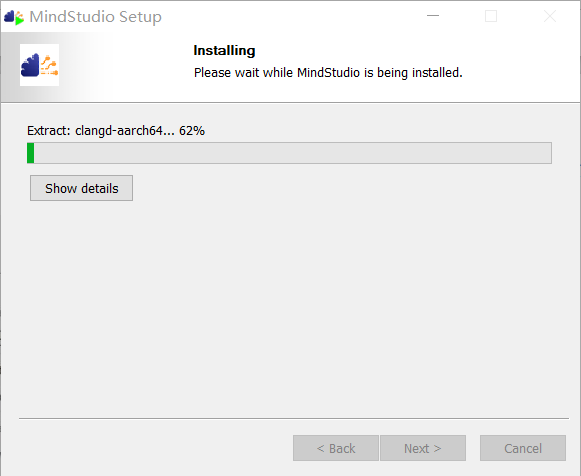 MindStudio Setup
Installing
Please wait while MindStudio is being installed.
Extract: clangd-aarch64... 62%
Show details
< Back
Next >
Cancel